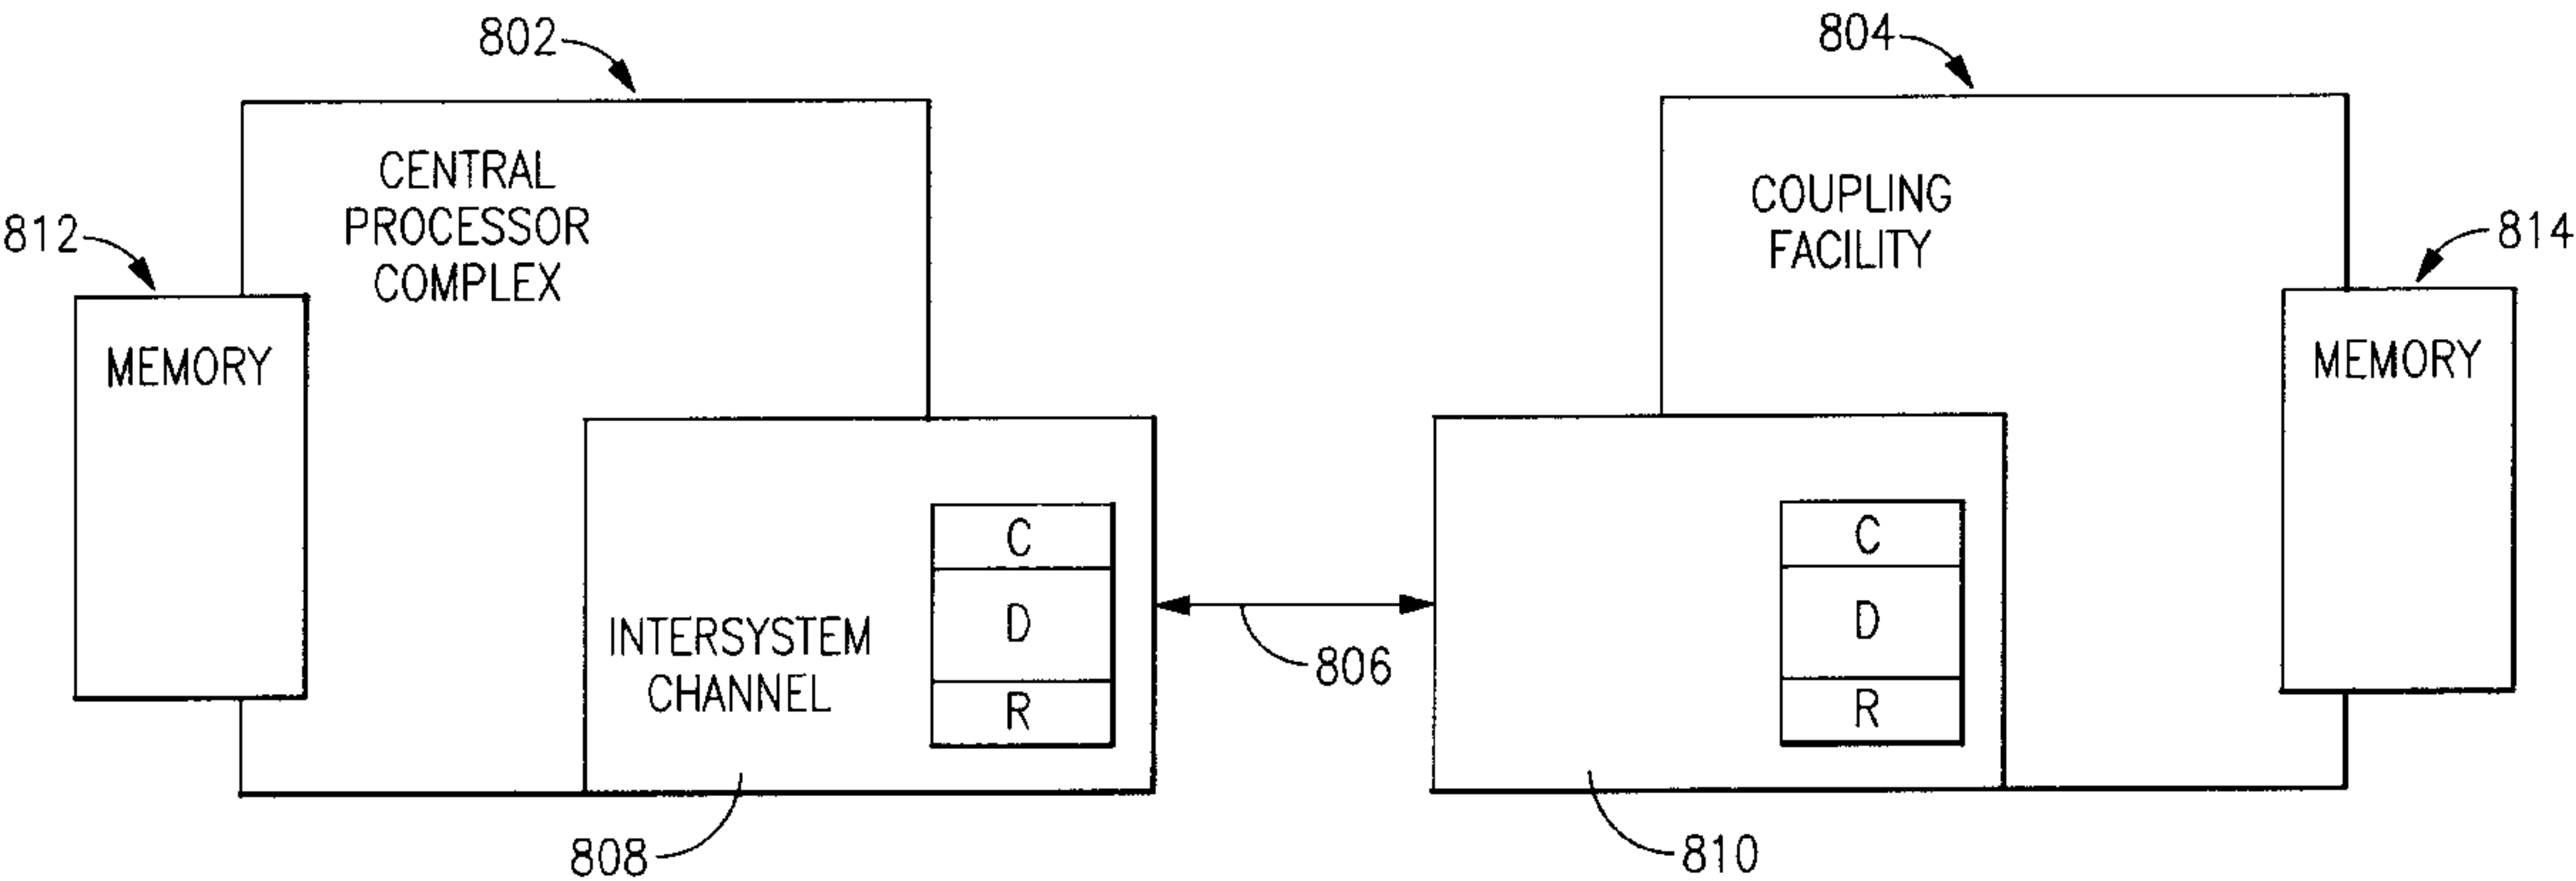 802
804
CENTRAL
PROCESSOR
COMPLEX
COUPLING
FACILITY
812
814
MEMORY
MEMORY
C
D
R
INTERSYSTEM
CHANNEL
C
D
R
806
808
810